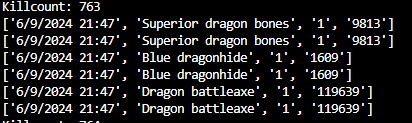 Killcount: 763
['6/9/2024 21:47', 'Superior dragon bones', '1', '9813']
['6/9/2024 21:47', 'Superior dragon bones', '1', '9813']
['6/9/2024 21:47', 'Blue dragonhide', '1', '1609']
['6/9/2024 21:47', 'Blue dragonhide', '1', '1609']
['6/9/2024 21:47', 'Dragon battleaxe', '1', '119639']
['6/9/2024 21:47', 'Dragon battleaxe', '1', '119639']